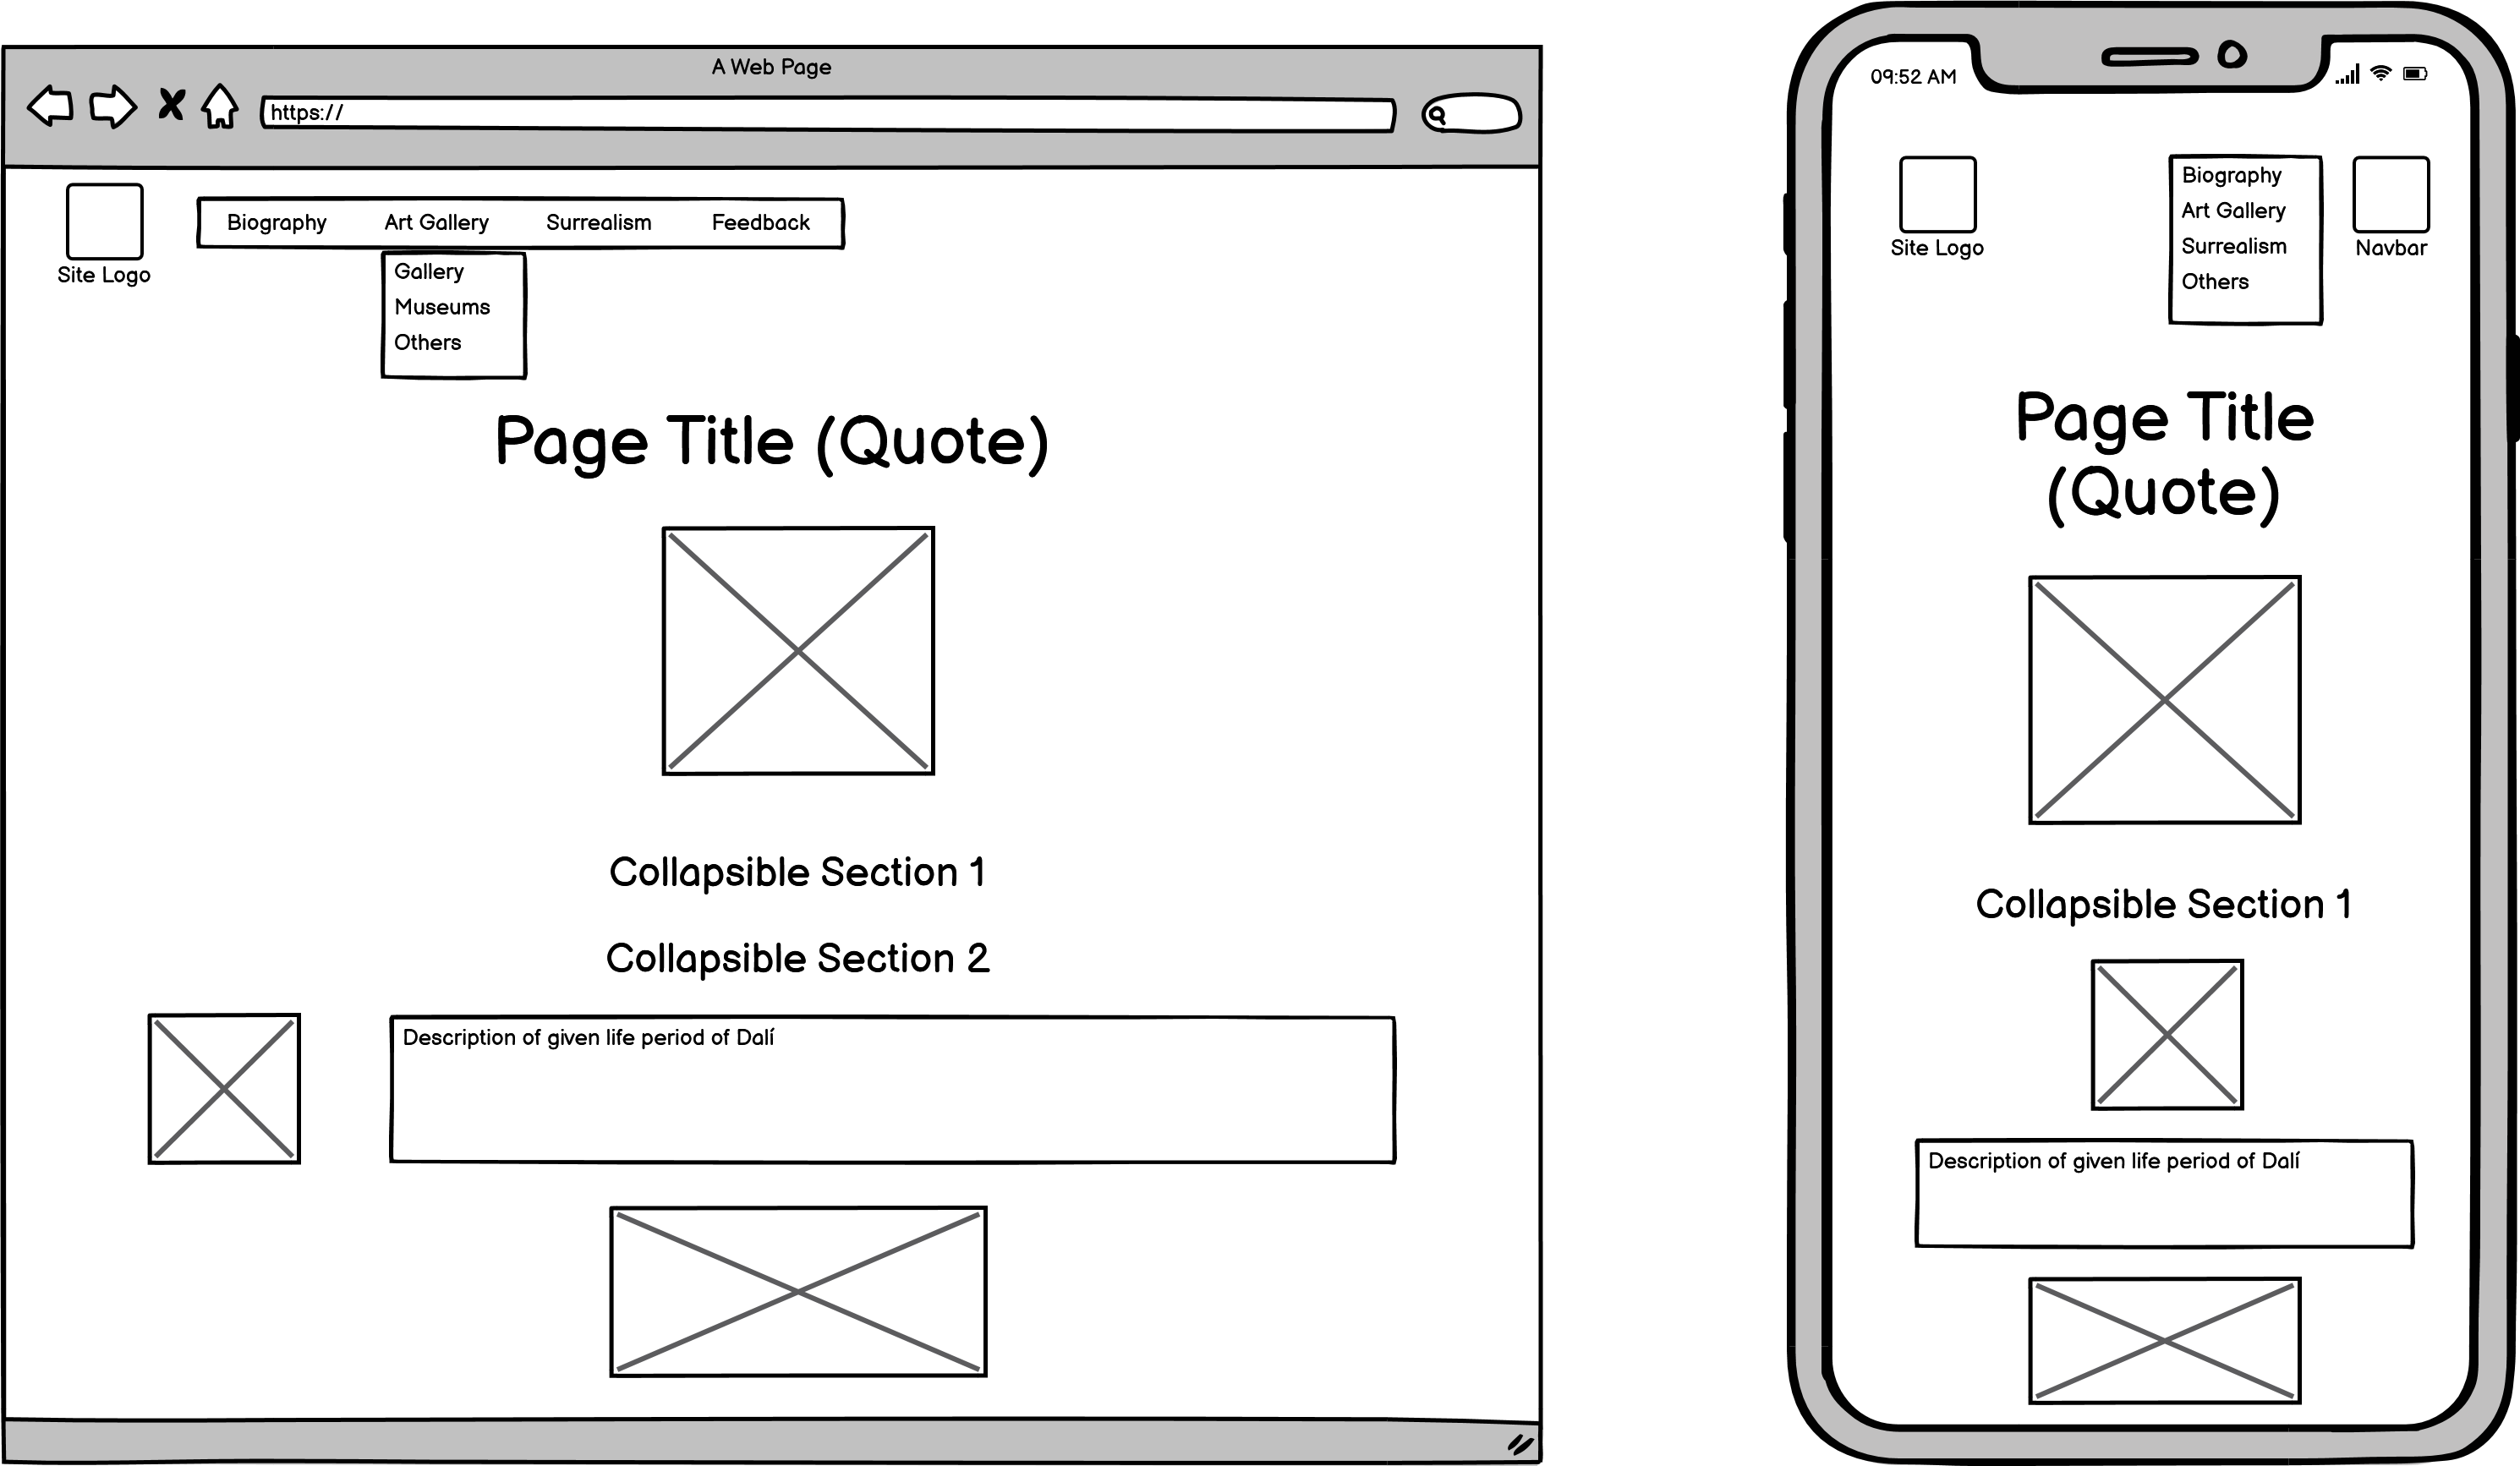 A Web Page
https://
Biography Art Gallery Surrealism Feedback
Site Logo
Gallery
Museums
Others
Page Title (Quote)
Collapsible Section 1
Collapsible Section 2
Description of given life period of Dalí
09:52 AM
Site Logo
Biography
Art Gallery
Surrealism
Others
Navbar
Page Title
(Quote)
Collapsible Section 1
Description of given life period of Dalí